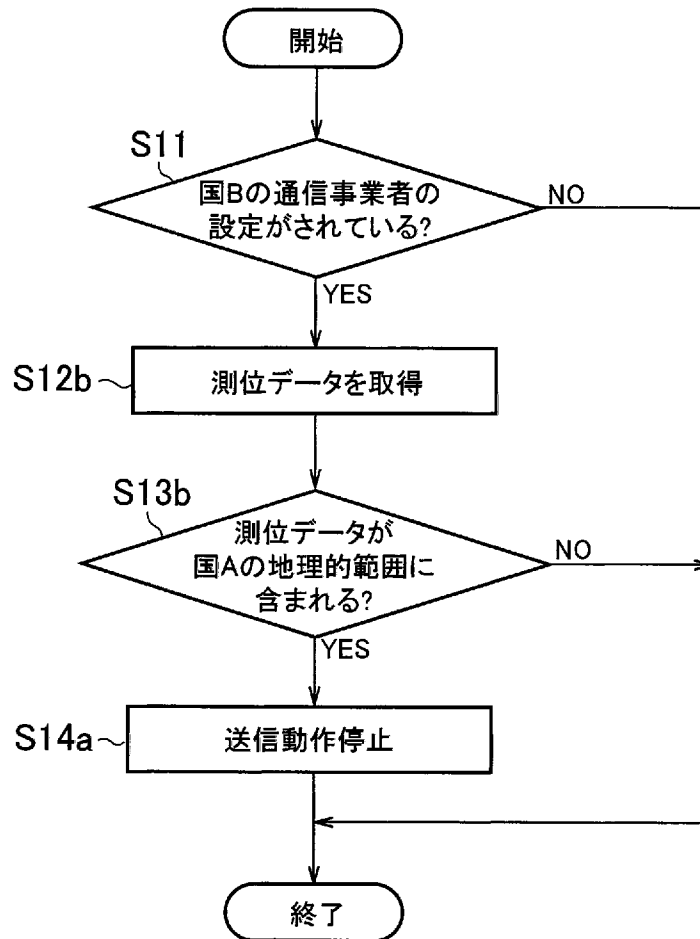 開始
S11
国Bの通信事業者の
設定がされている?
NO
YES
S12b
測位データを取得
S13b
測位データが
国Aの地理的範囲に
含まれる?
NO
YES
S14a
送信動作停止
終了